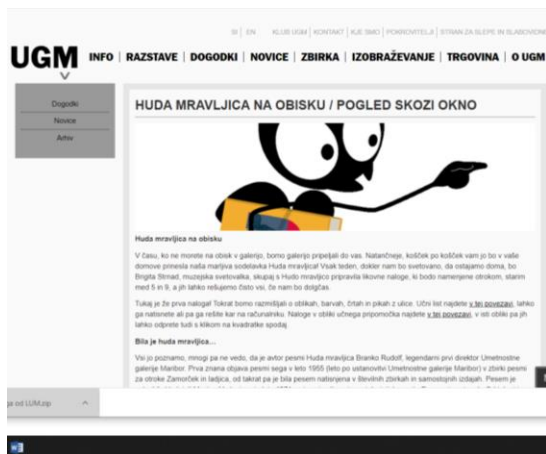 SI | EN KLUB UGM | KONTAKT | KJE SMO | POKROVITELJI | STRAN ZA SLEPE IN SLABOVIDNE
UGM INFO | RAZSTAVE | DOGODKI | NOVICE | ZBIRKA | IZOBRAŽEVANJE | TRGOVINA | O UGM
Dogodki
Novice
Arhiv
HUDA MRAVLJICA NA OBISKU / POGLED SKOZI OKNO
Huda mravljica na obisku
V času, ko ne morete na obisk v galerijo, bomo galerijo pripeljali do vas. Natančneje, košček po košček vam jo bo v vaše
domove prinesla naša marljiva sodelavka Huda mravljica! Vsak teden, dokler nam bo svetovano, da ostajamo doma, bo
Brigita Strnad, muzejska svetovalka, skupaj s Hudo mravljico pripravila likovne naloge, ki bodo namenjene otrokom, starim
med 5 in 9, a jih lahko rešujemo čisto vsi, če nam bo dolgčas.
Tukaj je že prva naloga! Tokrat bomo razmišljali o oblikah, barvah, črtah in pikah z ulice. Učni list najdete v tej povezavi, lahko
ga natisnete ali pa ga rešite kar na računalniku. Naloge v obliki učnega pripomočka najdete v tej povezavi, v isti obliki pa jih
lahko odprete tudi s klikom na kvadratke spodaj.
Bila je huda mravljica...
Vsi jo poznamo, mnogi pa ne vedo, da je avtor pesmi Huda mravljica Branko Rudolf, legendarni prvi direktor Umetnostne
galerije Maribor. Prva znana objava pesmi sega v leto 1955 (leto po ustanovitvi Umetnostne galerije Maribor) v zbirki pesmi
za otroke Zamorček in ladjica, od takrat pa je bila pesem natisnjena v številnih zbirkah in samostojnih izdajah. Pesem je
ga od LUM.zip